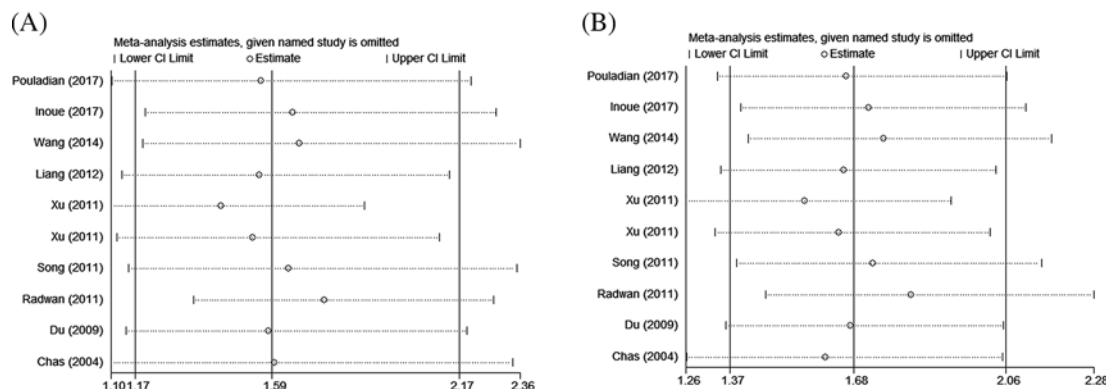 (A)
Meta-analysis estimates, given named study is omitted
Lower CI Limit Estimate Upper CI Limit
Pouladian (2017)
Inoue (2017)
Wang (2014)
Liang (2012)
Xu (2011)
Xu (2011)
Song (2011)
Radwan (2011)
Du (2009)
Chas (2004)
1.10 1.17 1.59 2.17 2.36
(B)
Meta-analysis estimates, given named study is omitted
Lower CI Limit Estimate Upper CI Limit
Pouladian (2017)
Inoue (2017)
Wang (2014)
Liang (2012)
Xu (2011)
Xu (2011)
Song (2011)
Radwan (2011)
Du (2009)
Chas (2004)
1.26 1.37 1.68 2.06 2.28